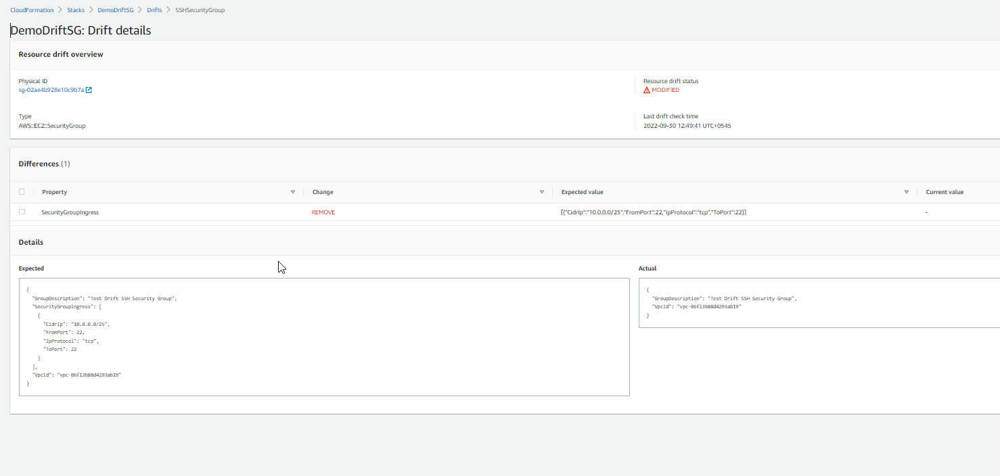 CloudFormation > Stacks > DemoDriftSG > Drifts > SSHSecurityGroup
DemoDriftSG: Drift details
Resource drift overview
Physical ID
sg-02ae4b928e10c9b7a
Resource drift status
MODIFIED
Type
AWS::EC2::SecurityGroup
Last drift check time
2022-09-30 12:49:41 UTC+0545
Differences (1)
Property Change Expected value Current value
SecurityGroupIngress REMOVE [{"CidrIp":"10.0.0.0/25","FromPort":22,"IpProtocol":"tcp","ToPort":22}] -
Details
Expected
{
"GroupDescription": "Test Drift SSH Security Group",
"SecurityGroupIngress": [
{
"CidrIp": "10.0.0.0/25",
"FromPort": 22,
"IpProtocol": "tcp",
"ToPort": 22
}
],
"VpcId": "vpc-06f13b88d4293ab19"
}
Actual
{
"GroupDescription": "Test Drift SSH Security Group",
"VpcId": "vpc-06f13b88d4293ab19"
}